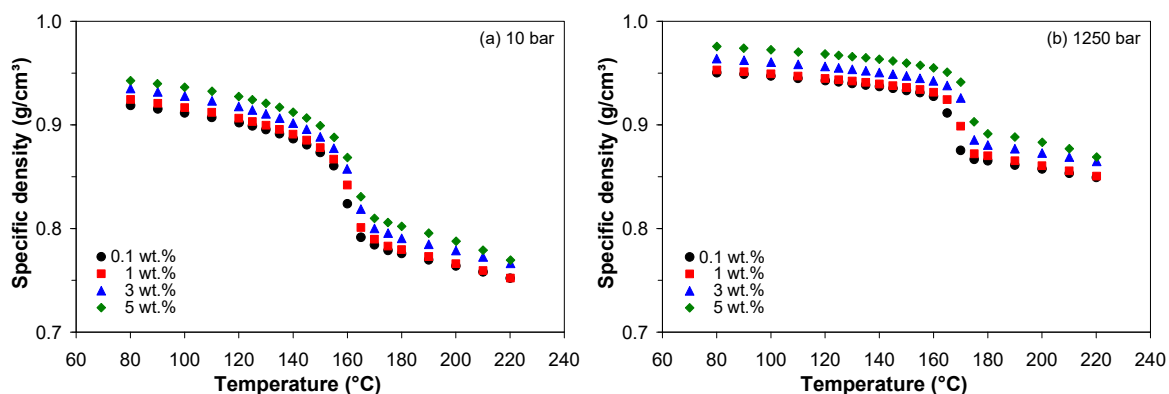 (a) 10 bar
Specific density (g/cm³)
1.0
0.9
0.8
0.7
0.1 wt.%
1 wt.%
3 wt.%
5 wt.%
60 80 100 120 140 160 180 200 220 240
Temperature (°C)
(b) 1250 bar
Specific density (g/cm³)
1.0
0.9
0.8
0.7
0.1 wt.%
1 wt.%
3 wt.%
5 wt.%
60 80 100 120 140 160 180 200 220 240
Temperature (°C)